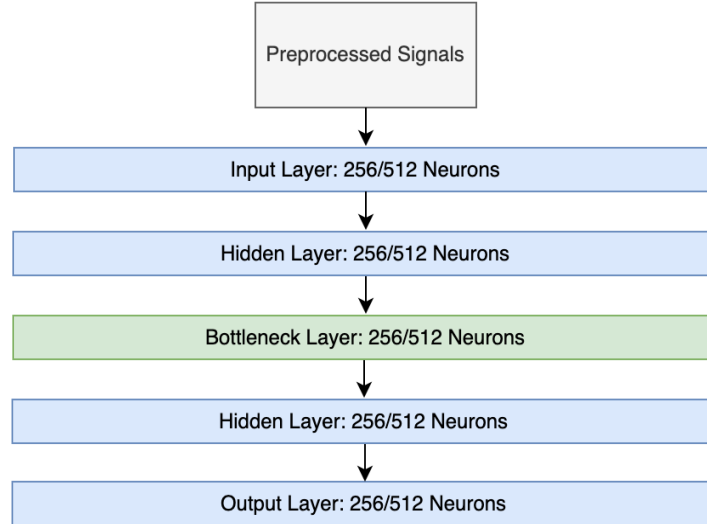 Preprocessed Signals
Input Layer: 256/512 Neurons
Hidden Layer: 256/512 Neurons
Bottleneck Layer: 256/512 Neurons
Hidden Layer: 256/512 Neurons
Output Layer: 256/512 Neurons